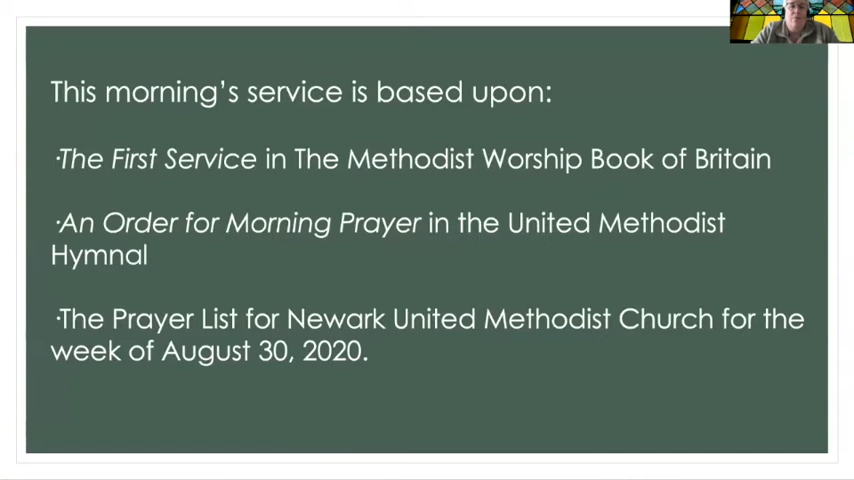 This morning's service is based upon:
·The First Service in The Methodist Worship Book of Britain
·An Order for Morning Prayer in the United Methodist
Hymnal
·The Prayer List for Newark United Methodist Church for the
week of August 30, 2020.